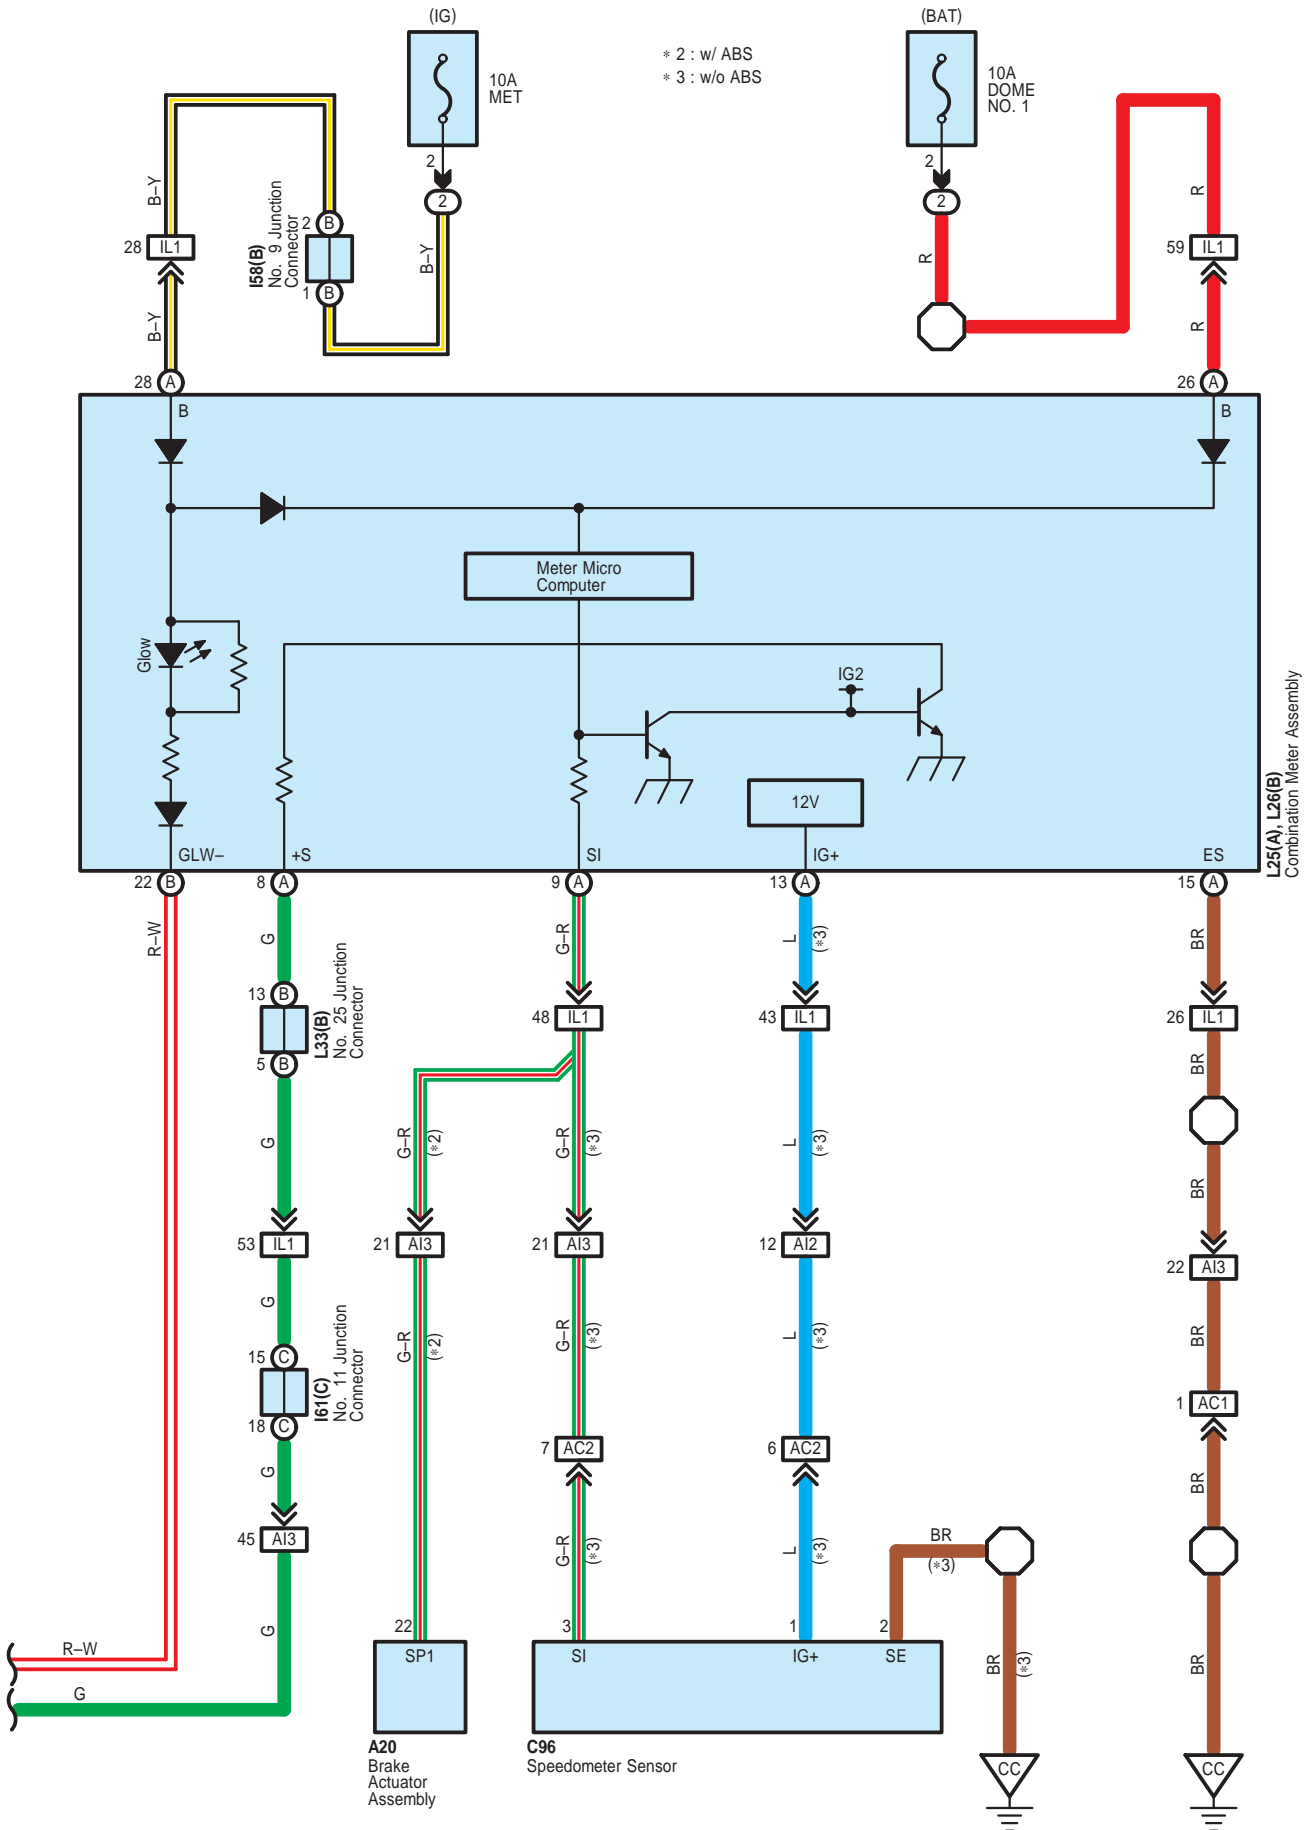 (IG)
(BAT)
* 2 : w/ ABS
* 3 : w/o ABS
10A
MET
10A
DOME
NO. 1
2
2
2
2
B–Y
B–Y
B–Y
R
R
R
28 IL1
59 IL1
2 B
1 B
I58(B)
No. 9 Junction
Connector
28 A
26 A
B
B
Meter Micro
Computer
Glow
IG2
12V
GLW–
+S
SI
IG+
ES
L25(A), L26(B)
Combination Meter Assembly
22 B
8 A
9 A
13 A
15 A
R–W
G
G–R
L
(*3)
BR
13 B
5 B
L33(B)
No. 25 Junction
Connector
48 IL1
43 IL1
26 IL1
BR
G
G–R
(*2)
G–R
(*3)
L
(*3)
BR
53 IL1
21 AI3
21 AI3
12 AI2
22 AI3
G
G–R
(*2)
G–R
(*3)
L
(*3)
BR
15 C
18 C
I61(C)
No. 11 Junction
Connector
1 AC1
7 AC2
6 AC2
G
BR
45 AI3
G–R
(*3)
L
(*3)
BR
(*3)
G
R–W
G
22
3
1
2
SP1
SI
IG+
SE
BR
(*3)
BR
A20
Brake
Actuator
Assembly
C96
Speedometer Sensor
CC
CC